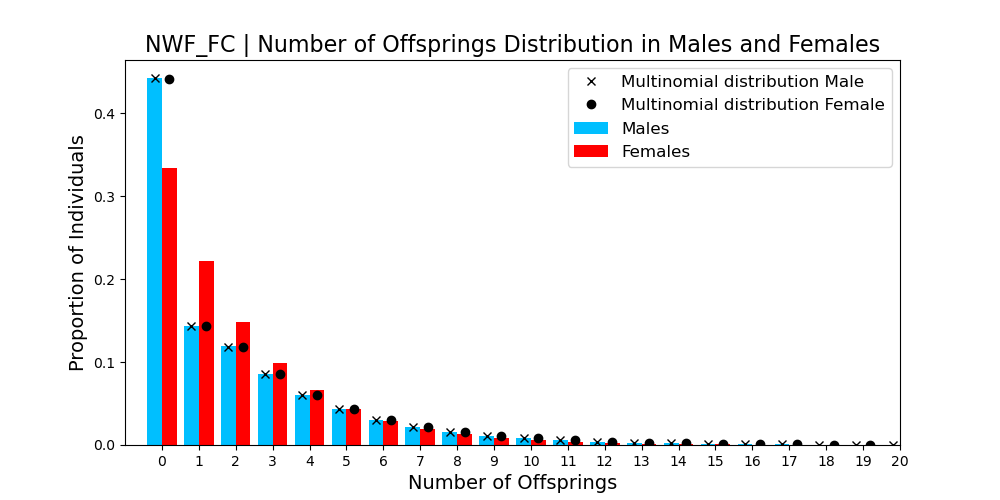 NWF_FC | Number of Offsprings Distribution in Males and Females
Multinomial distribution Male
Multinomial distribution Female
Males
Females
Proportion of Individuals
0.4
0.3
0.2
0.1
0.0
0 1 2 3 4 5 6 7 8 9 10 11 12 13 14 15 16 17 18 19 20
Number of Offsprings